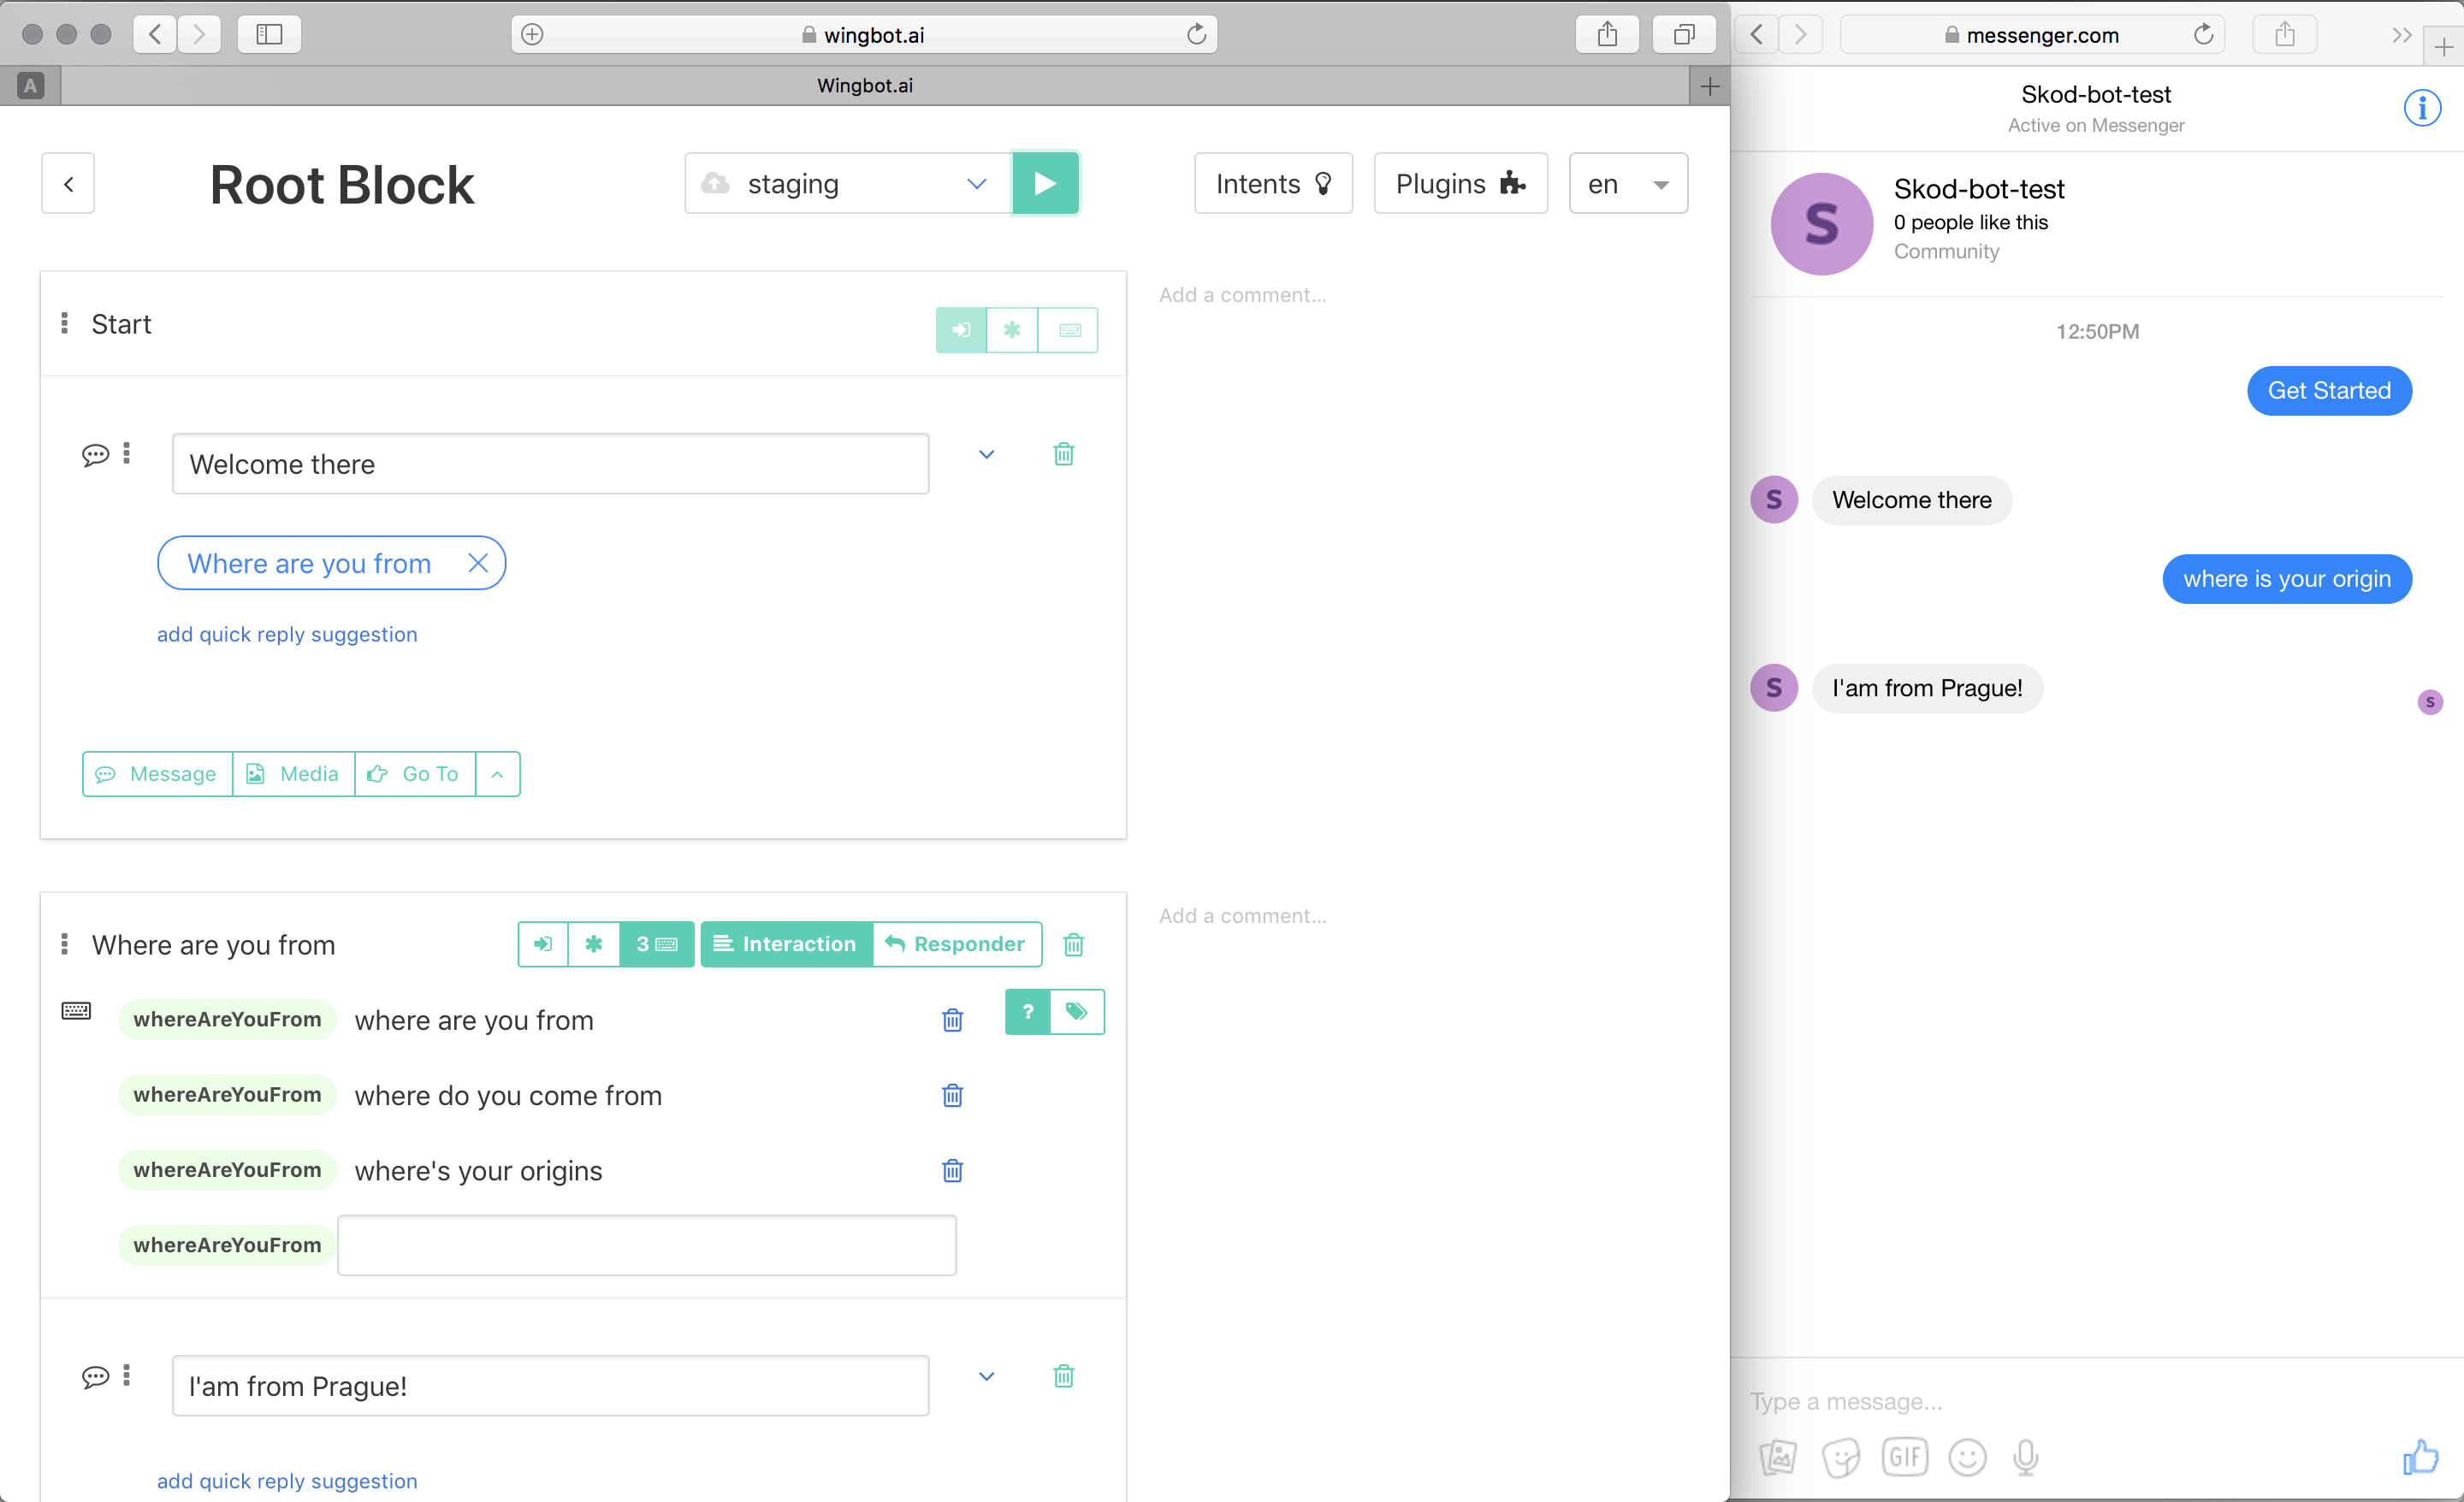 wingbot.ai
A
Wingbot.ai
Root Block
staging
Intents
Plugins
en
Start
Add a comment...
Welcome there
Where are you from
add quick reply suggestion
Message
Media
Go To
Where are you from
3
Interaction
Responder
Add a comment...
whereAreYouFrom where are you from
?
whereAreYouFrom where do you come from
whereAreYouFrom where's your origins
whereAreYouFrom
I'am from Prague!
add quick reply suggestion
messenger.com
Skod-bot-test
Active on Messenger
i
S
Skod-bot-test
0 people like this
Community
12:50PM
Get Started
S
Welcome there
where is your origin
S
I'am from Prague!
S
Type a message...
GIF